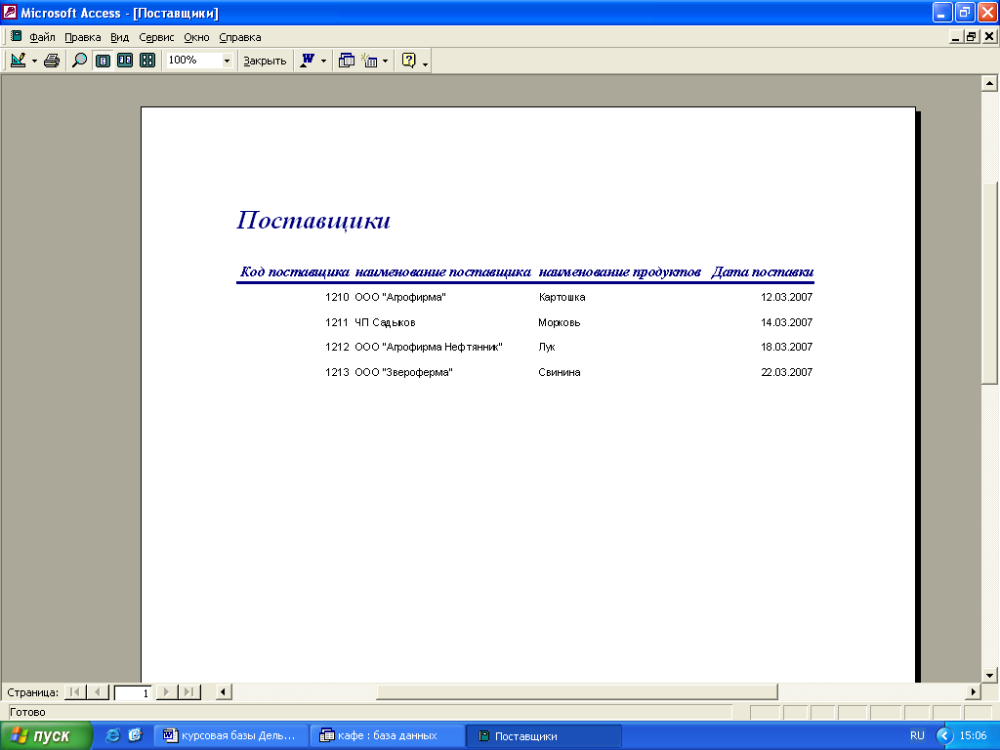 Microsoft Access - [Поставщики]
Файл Правка Вид Сервис Окно Справка
100% Закрыть
Поставщики
Код поставщика наименование поставщика наименование продуктов Дата поставки
1210 ООО "Агрофирма" Картошка 12.03.2007
1211 ЧП Садыков Морковь 14.03.2007
1212 ООО "Агрофирма Нефтянник" Лук 18.03.2007
1213 ООО "Звероферма" Свинина 22.03.2007
Страница: 1
Готово
пуск курсовая базы Дель... кафе : база данных Поставщики RU 15:06